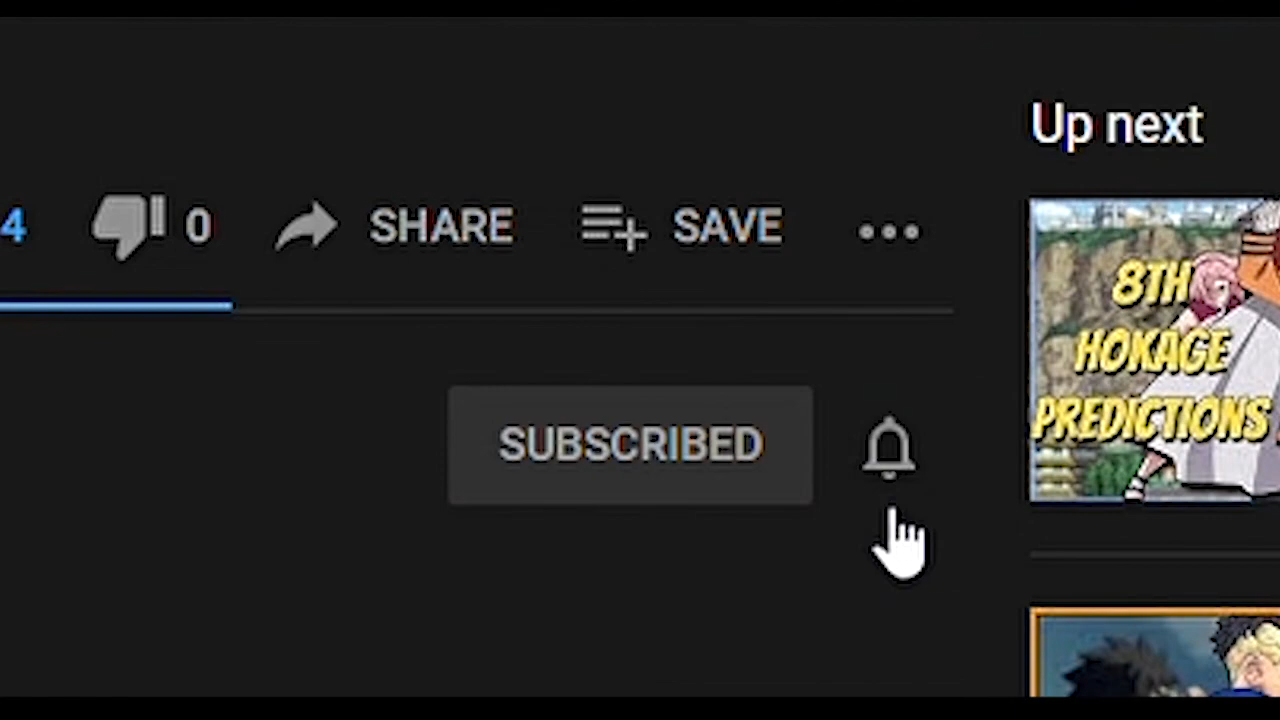 Up next
4 0 SHARE SAVE
8TH
HOKAGE
PREDICTIONS
SUBSCRIBED